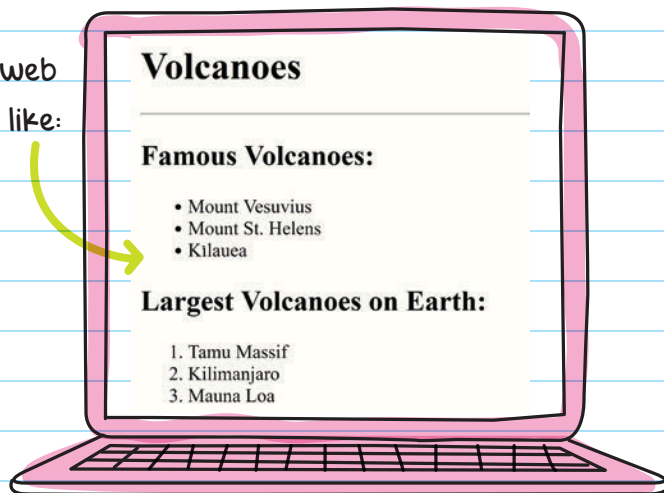 web
like:
Volcanoes
Famous Volcanoes:
• Mount Vesuvius
• Mount St. Helens
• Kīlauea
Largest Volcanoes on Earth:
1. Tamu Massif
2. Kilimanjaro
3. Mauna Loa